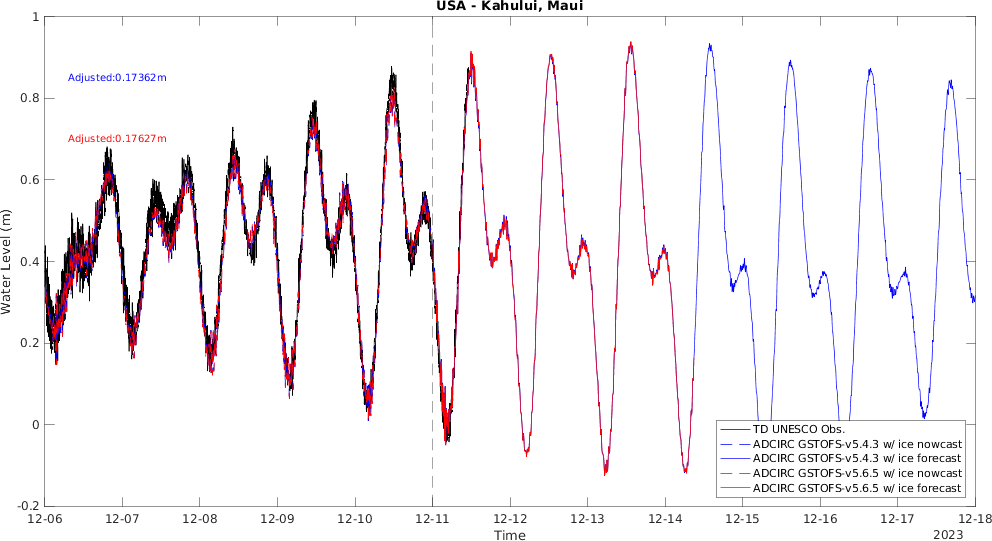 USA - Kahului, Maui
1
Adjusted:0.17362m
0.8
Adjusted:0.17627m
0.6
Water Level (m)
0.4
0.2
0
TD UNESCO Obs.
ADCIRC GSTOFS-v5.4.3 w/ ice nowcast
ADCIRC GSTOFS-v5.4.3 w/ ice forecast
ADCIRC GSTOFS-v5.6.5 w/ ice nowcast
ADCIRC GSTOFS-v5.6.5 w/ ice forecast
-0.2
12-06 12-07 12-08 12-09 12-10 12-11 12-12 12-13 12-14 12-15 12-16 12-17 12-18
Time
2023